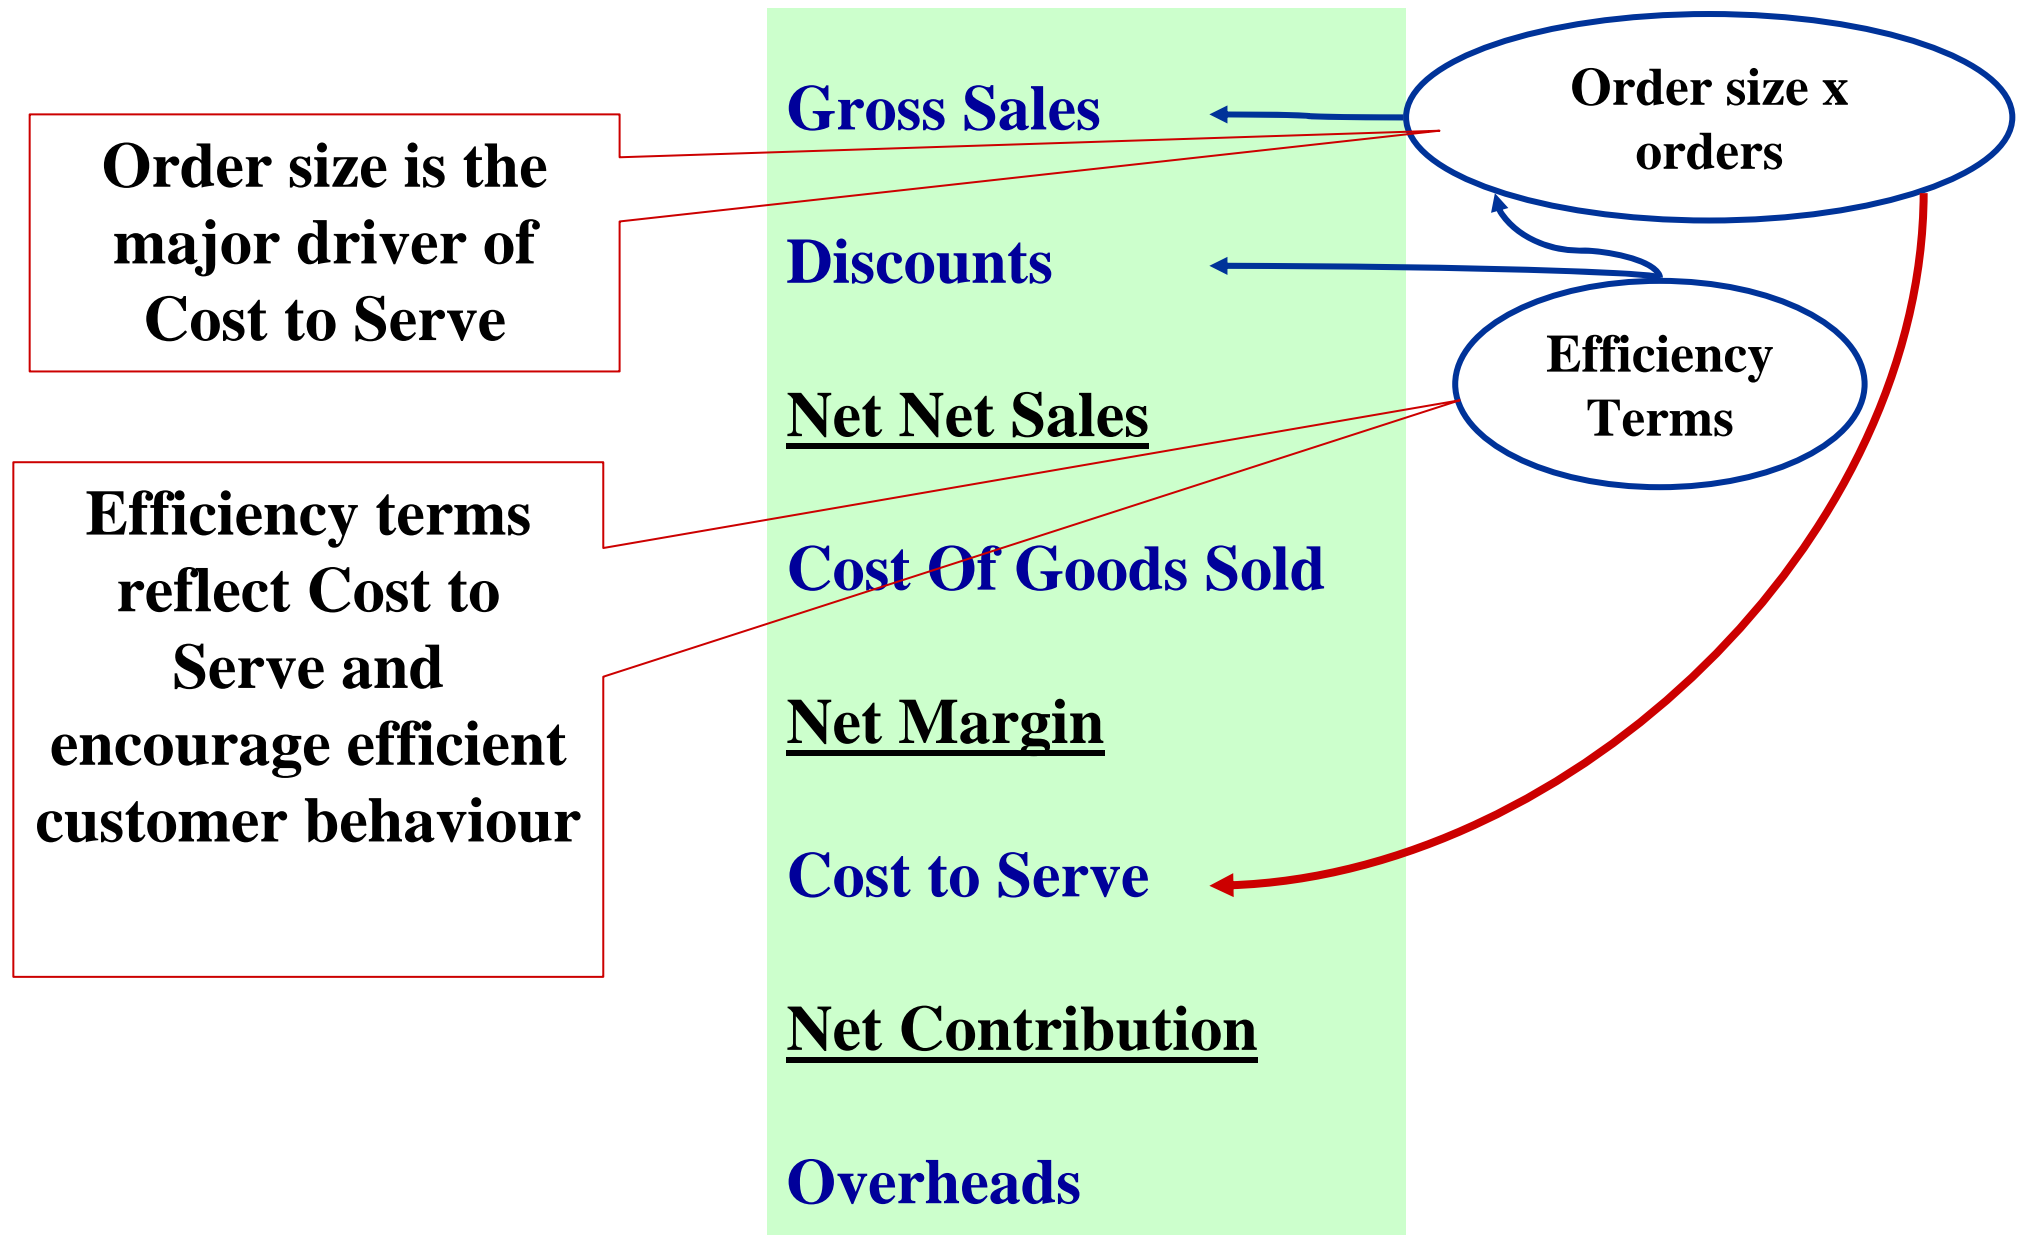 Order size is the
major driver of
Cost to Serve
Efficiency terms
reflect Cost to
Serve and
encourage efficient
customer behaviour
Gross Sales
Discounts
Net Net Sales
Cost Of Goods Sold
Net Margin
Cost to Serve
Net Contribution
Overheads
Order size x
orders
Efficiency
Terms